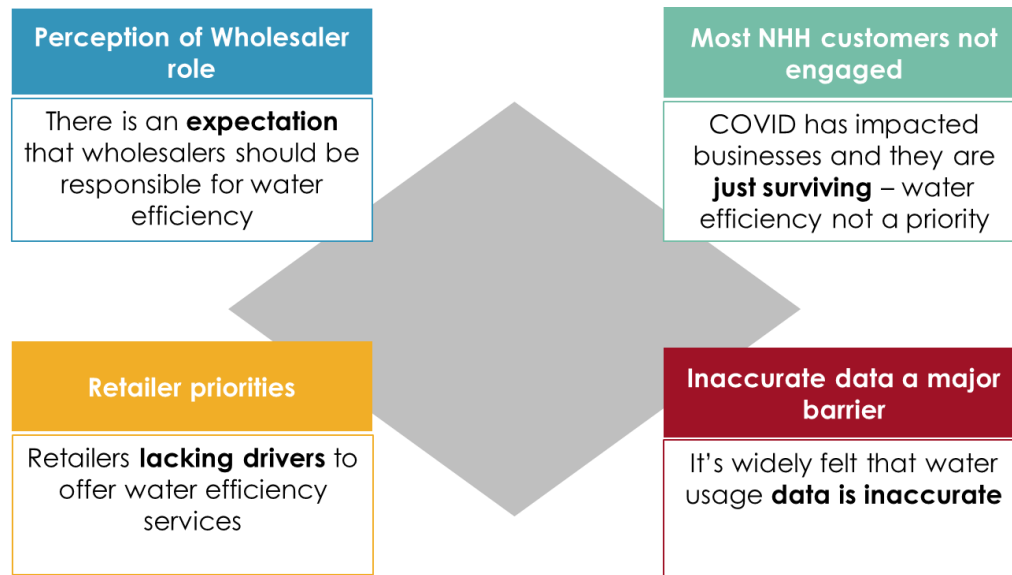 Perception of Wholesaler
role
There is an expectation
that wholesalers should be
responsible for water
efficiency
Most NHH customers not
engaged
COVID has impacted
businesses and they are
just surviving – water
efficiency not a priority
Retailer priorities
Retailers lacking drivers to
offer water efficiency
services
Inaccurate data a major
barrier
It's widely felt that water
usage data is inaccurate